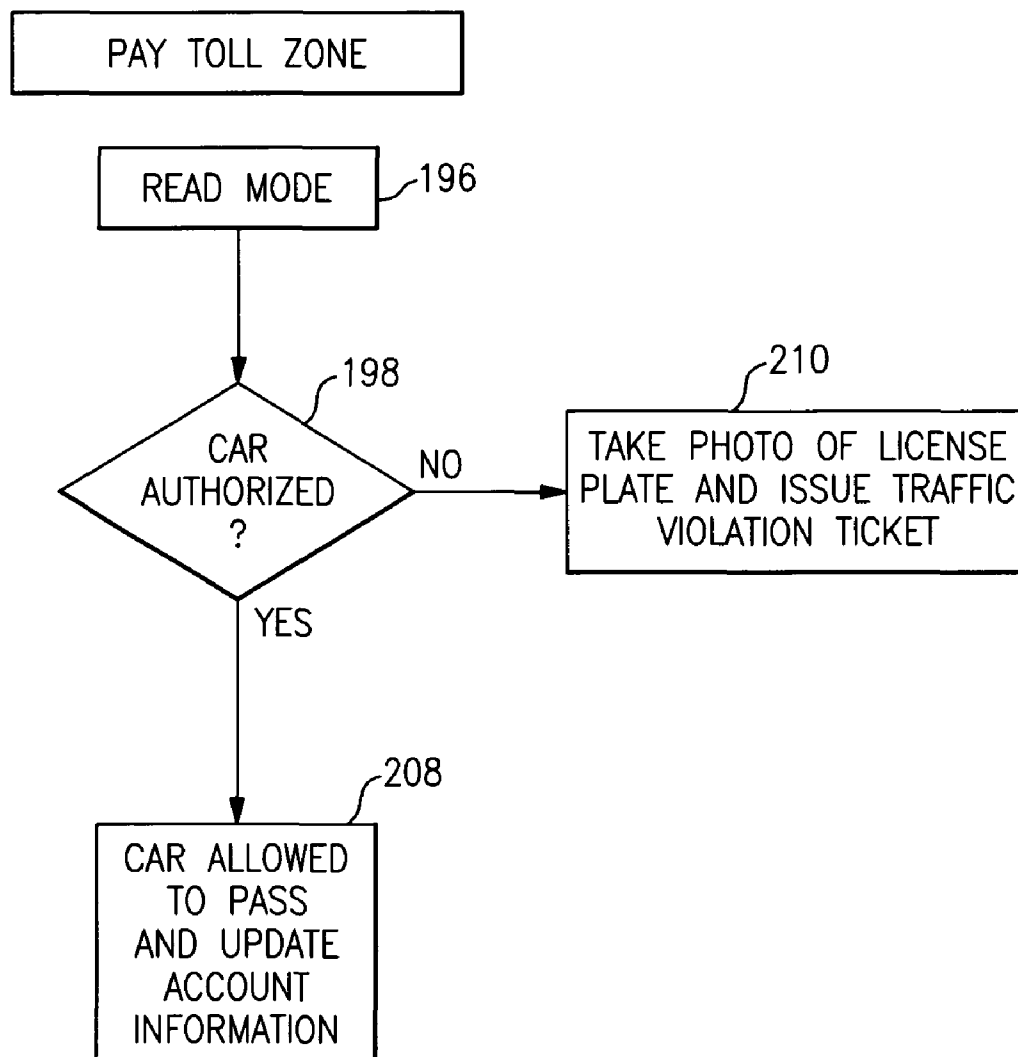 PAY TOLL ZONE
READ MODE
196
198
CAR
AUTHORIZED
?
NO
210
TAKE PHOTO OF LICENSE
PLATE AND ISSUE TRAFFIC
VIOLATION TICKET
YES
208
CAR ALLOWED
TO PASS
AND UPDATE
ACCOUNT
INFORMATION